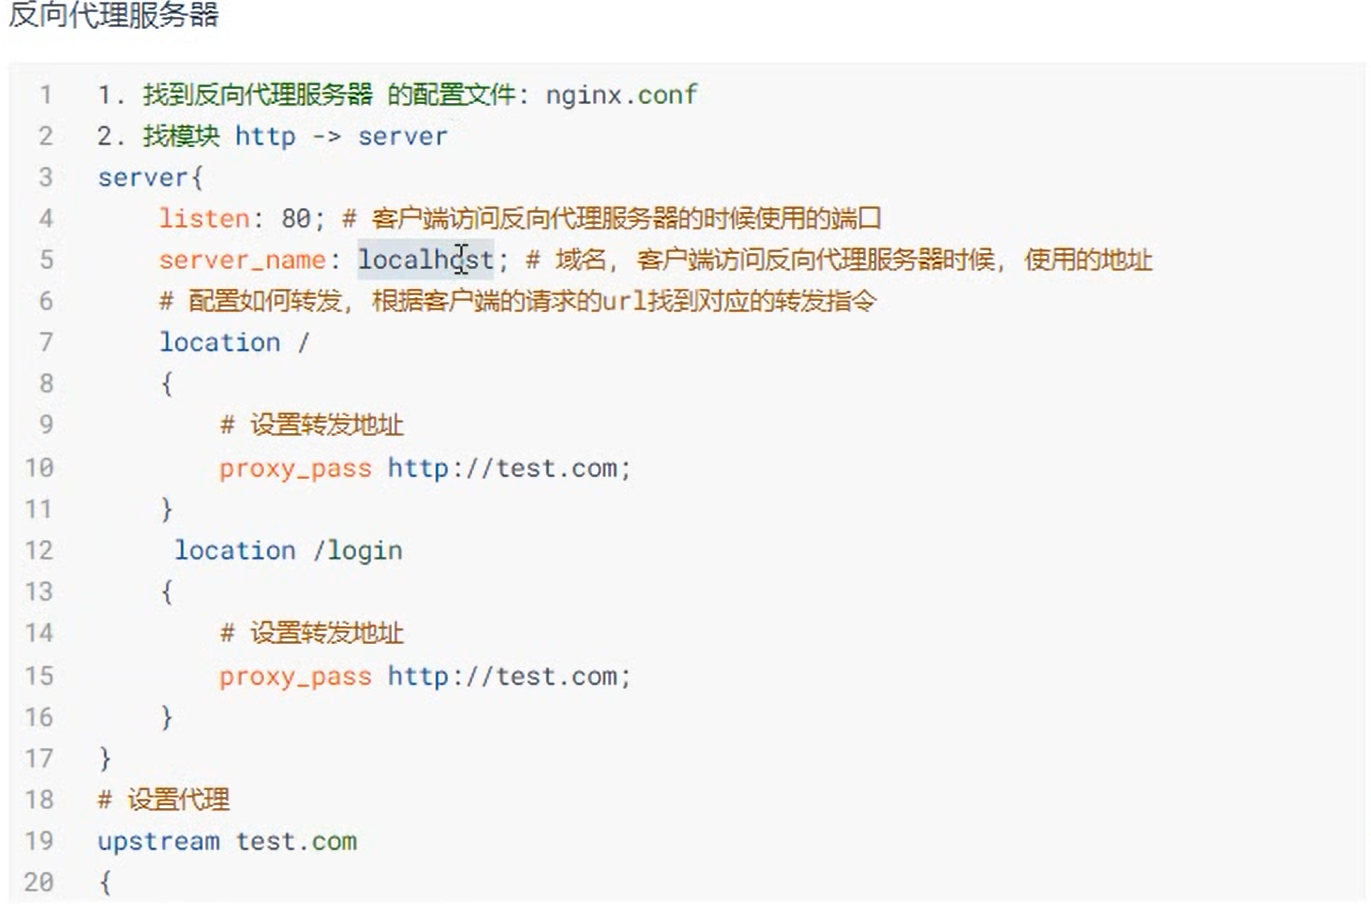 反向代理服务器
1 1. 找到反向代理服务器 的配置文件: nginx.conf
2 2. 找模块 http -> server
3 server{
4 listen: 80; # 客户端访问反向代理服务器的时候使用的端口
5 server_name: localhost; # 域名, 客户端访问反向代理服务器时候, 使用的地址
6 # 配置如何转发, 根据客户端的请求的url找到对应的转发指令
7 location /
8 {
9 # 设置转发地址
10 proxy_pass http://test.com;
11 }
12 location /login
13 {
14 # 设置转发地址
15 proxy_pass http://test.com;
16 }
17 }
18 # 设置代理
19 upstream test.com
20 {